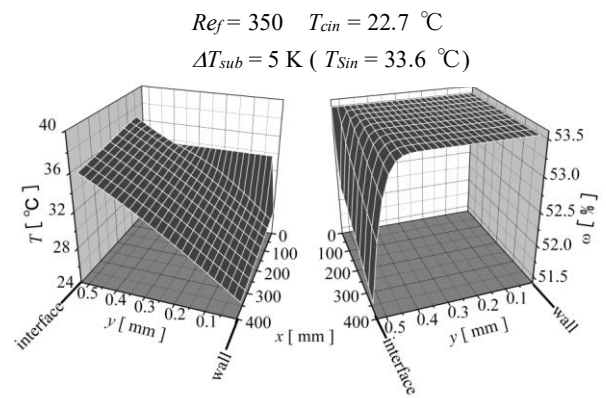 Ref = 350 Tcin = 22.7 ℃
ΔTsub = 5 K ( TSin = 33.6 ℃)
40
36
32
28
24
T [ ℃ ]
0.5 0.4 0.3 0.2 0.1
y [ mm ]
interface
wall
0
100
200
300
400
x [ mm ]
53.5
53.0
52.5
52.0
51.5
ω [ % ]
0
100
200
300
400
0.5 0.4 0.3 0.2 0.1
y [ mm ]
interface
wall